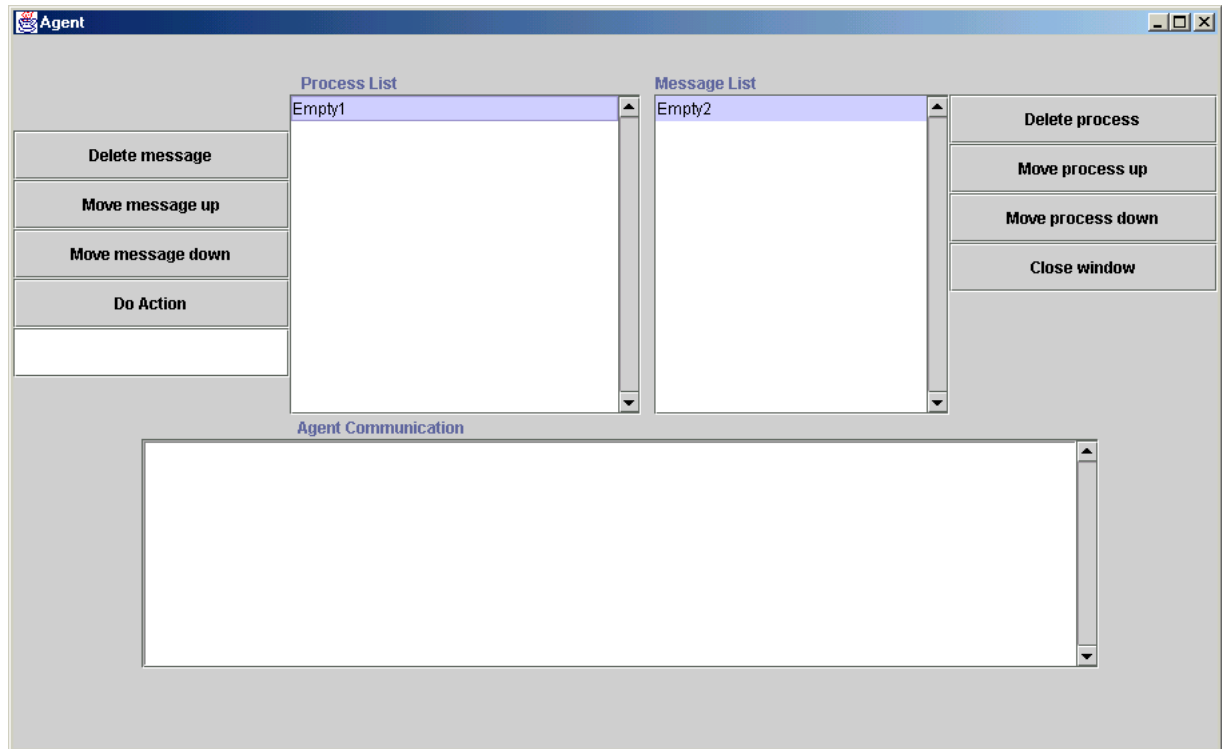 Agent
Process List
Message List
Empty1
Empty2
Delete message
Move message up
Move message down
Do Action
Delete process
Move process up
Move process down
Close window
Agent Communication